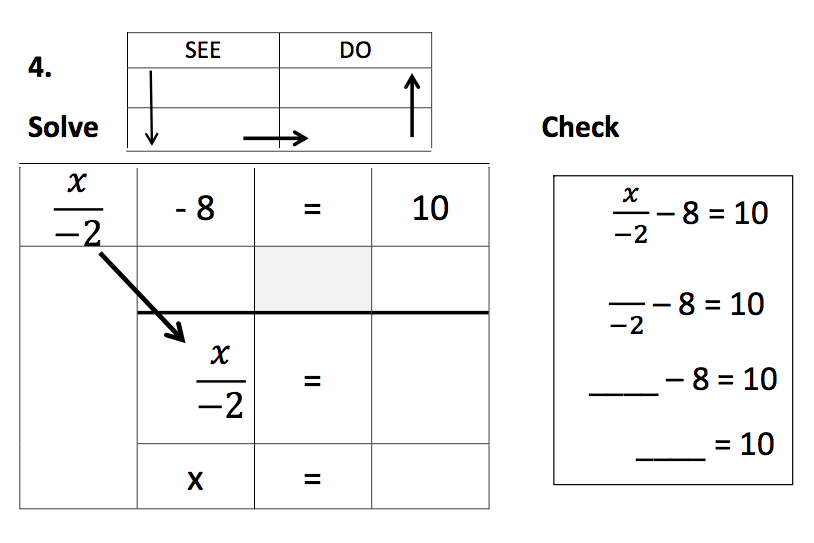 4.
SEE DO
Solve
x/−2 - 8 = 10
x/−2 =
x =
Check
x/−2 − 8 = 10
__/−2 − 8 = 10
____ − 8 = 10
____ = 10